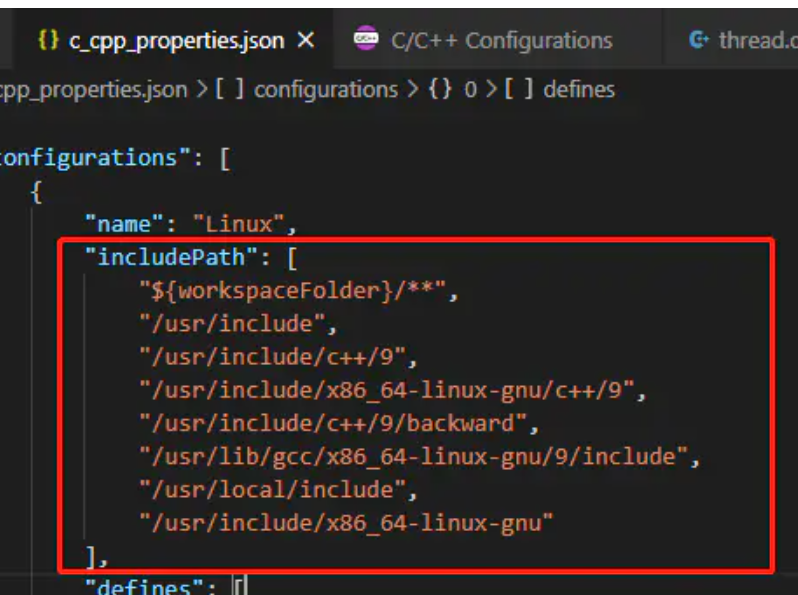 {} c_cpp_properties.json × C/C++ Configurations thread.c
cpp_properties.json > [ ] configurations > {} 0 > [ ] defines
configurations": [
{
"name": "Linux",
"includePath": [
"${workspaceFolder}/**",
"/usr/include",
"/usr/include/c++/9",
"/usr/include/x86_64-linux-gnu/c++/9",
"/usr/include/c++/9/backward",
"/usr/lib/gcc/x86_64-linux-gnu/9/include",
"/usr/local/include",
"/usr/include/x86_64-linux-gnu"
],
"defines": [